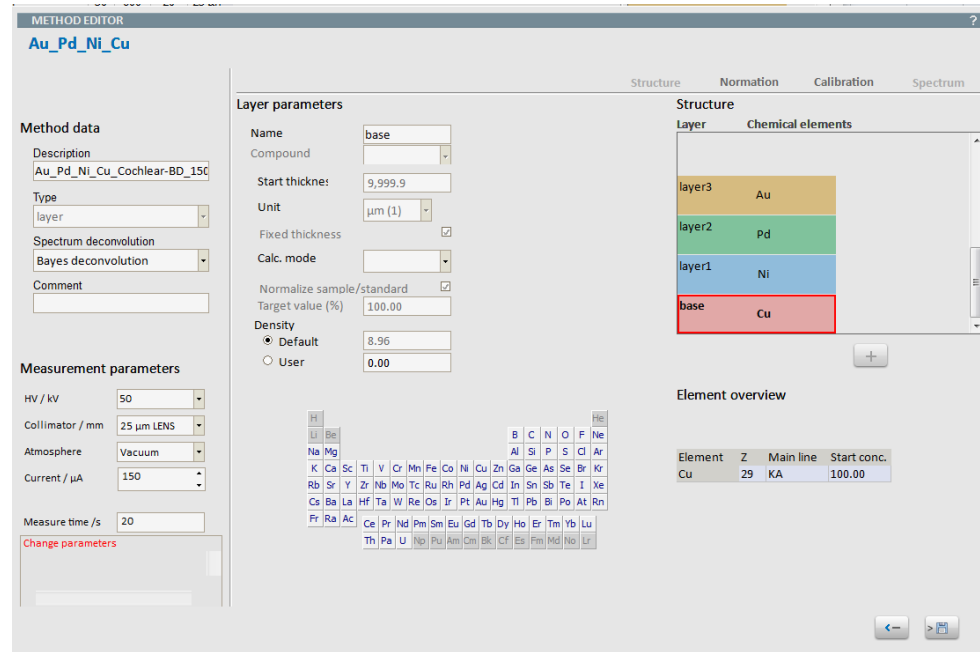 METHOD EDITOR ?
Au_Pd_Ni_Cu
Structure Normation Calibration Spectrum
Method data
Description
Au_Pd_Ni_Cu_Cochlear-BD_150
Type
layer
Spectrum deconvolution
Bayes deconvolution
Comment
Measurement parameters
HV / kV 50
Collimator / mm 25 µm LENS
Atmosphere Vacuum
Current / µA 150
Measure time /s 20
Change parameters
Layer parameters
Name base
Compound
Start thicknes: 9,999.9
Unit µm (1)
Fixed thickness
Calc. mode
Normalize sample/standard
Target value (%) 100.00
Density
Default 8.96
User 0.00
H He
Li Be B C N O F Ne
Na Mg Al Si P S Cl Ar
K Ca Sc Ti V Cr Mn Fe Co Ni Cu Zn Ga Ge As Se Br Kr
Rb Sr Y Zr Nb Mo Tc Ru Rh Pd Ag Cd In Sn Sb Te I Xe
Cs Ba La Hf Ta W Re Os Ir Pt Au Hg Tl Pb Bi Po At Rn
Fr Ra Ac Ce Pr Nd Pm Sm Eu Gd Tb Dy Ho Er Tm Yb Lu
Th Pa U Np Pu Am Cm Bk Cf Es Fm Md No Lr
Structure
Layer Chemical elements
layer3 Au
layer2 Pd
layer1 Ni
base Cu
+
Element overview
Element Z Main line Start conc.
Cu 29 KA 100.00